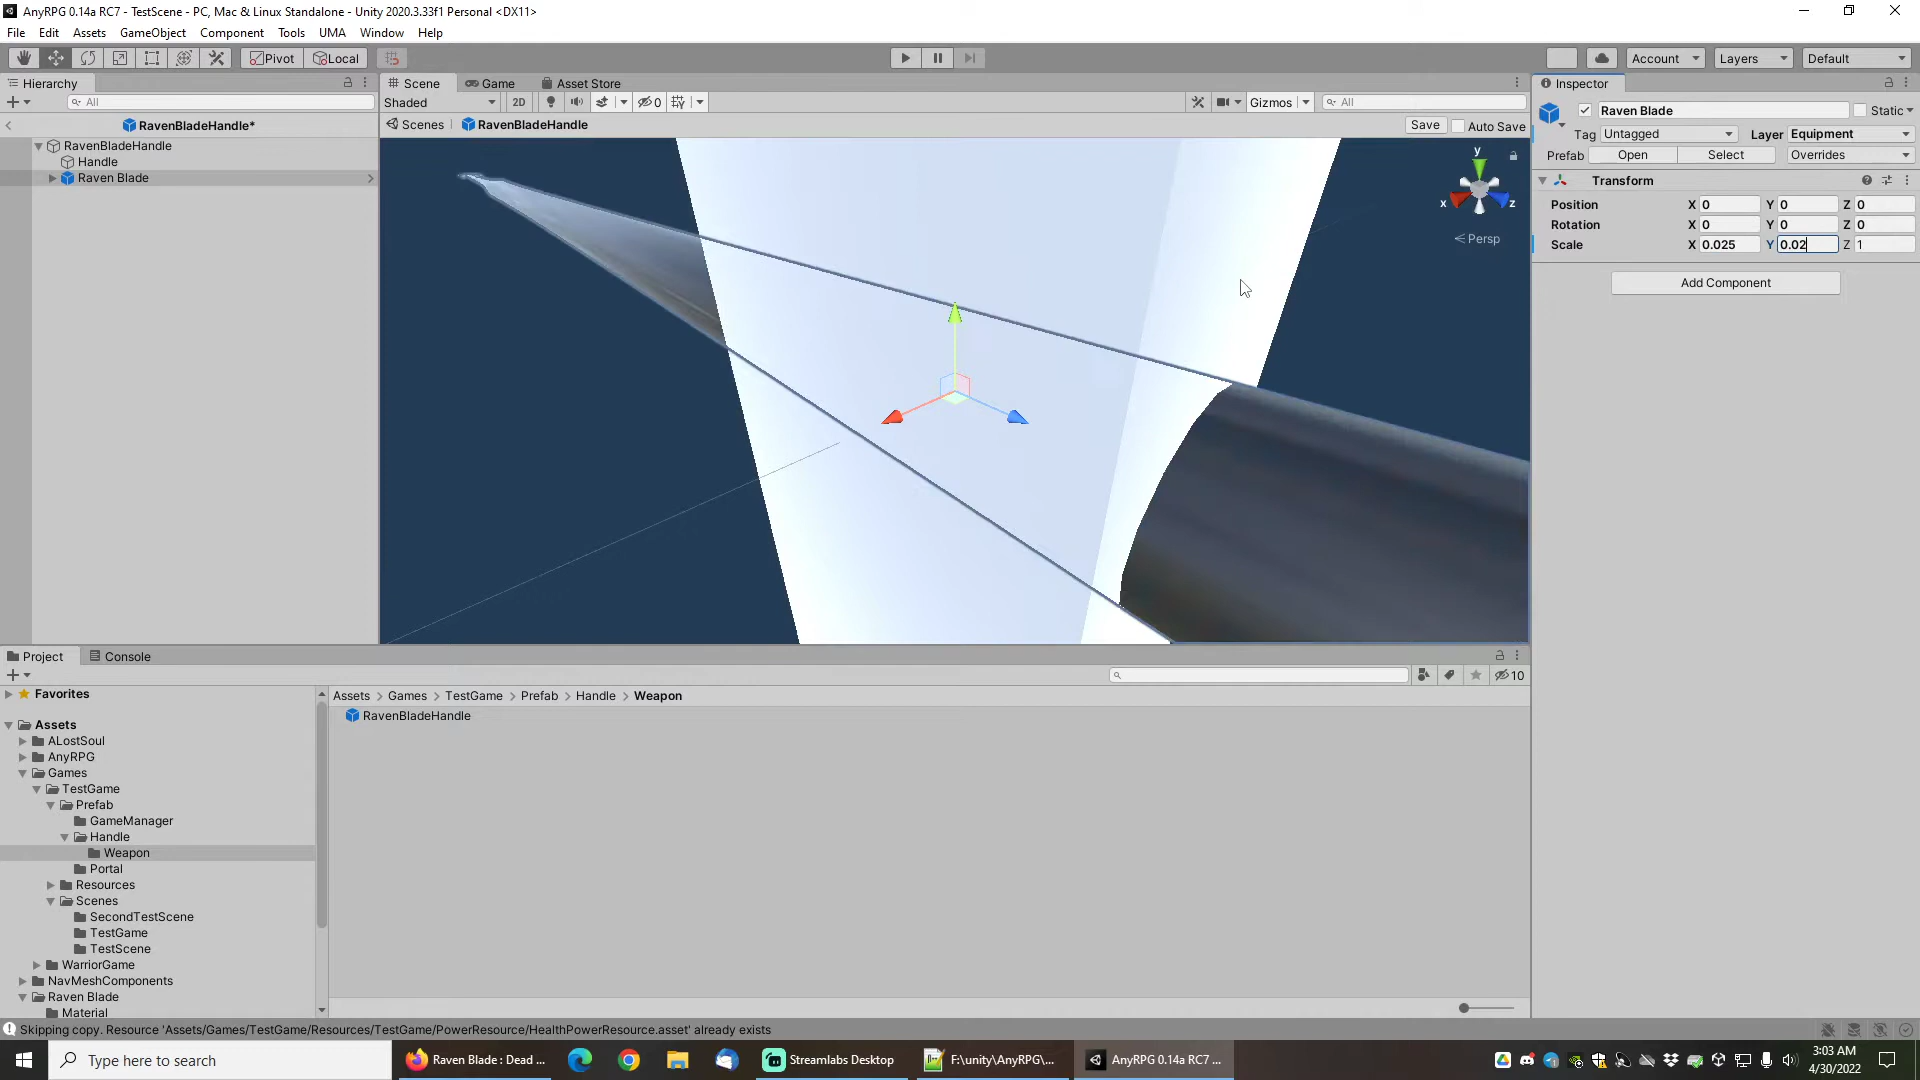 AnyRPG 0.14a RC7 - TestScene - PC, Mac & Linux Standalone - Unity 2020.3.33f1 Personal <DX11>
File Edit Assets GameObject Component Tools UMA Window Help
Pivot Local Account Layers Default
Hierarchy Scene Game Asset Store Inspector
All Shaded 2D 0 Gizmos All Raven Blade Static
RavenBladeHandle* Scenes RavenBladeHandle Save Auto Save
Tag Untagged Layer Equipment
RavenBladeHandle
Prefab Open Select Overrides
Handle
Raven Blade
Transform
y
x z
Persp
Position X 0 Y 0 Z 0
Rotation X 0 Y 0 Z 0
Scale X 0.025 Y 0.02 Z 1
Add Component
Project Console
10
Favorites
Assets > Games > TestGame > Prefab > Handle > Weapon
RavenBladeHandle
Assets
ALostSoul
AnyRPG
Games
TestGame
Prefab
GameManager
Handle
Weapon
Portal
Resources
Scenes
SecondTestScene
TestGame
TestScene
WarriorGame
NavMeshComponents
Raven Blade
Material
Skipping copy. Resource 'Assets/Games/TestGame/Resources/TestGame/PowerResource/HealthPowerResource.asset' already exists
Type here to search
Raven Blade : Dead ...
Streamlabs Desktop
F:\unity\AnyRPG\...
AnyRPG 0.14a RC7 ...
3:03 AM
4/30/2022